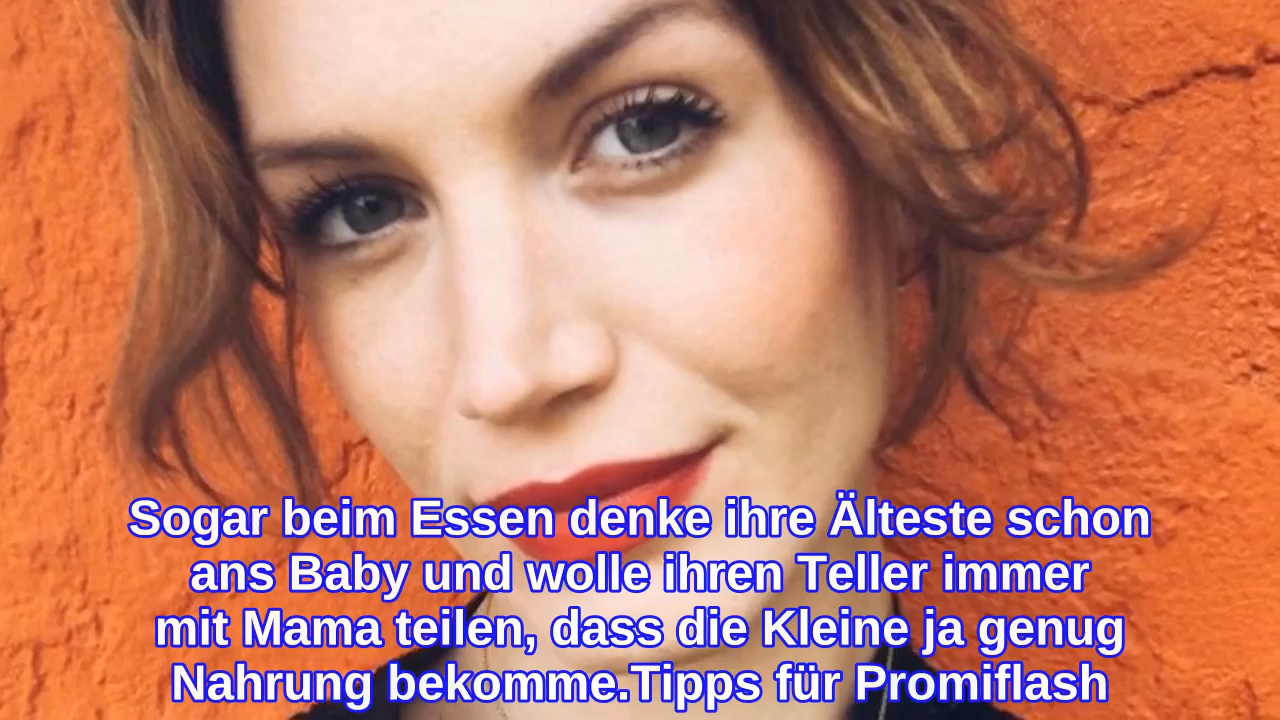 Sogar beim Essen denke ihre Älteste schon
ans Baby und wolle ihren Teller immer
mit Mama teilen, dass die Kleine ja genug
Nahrung bekomme.Tipps für Promiflash